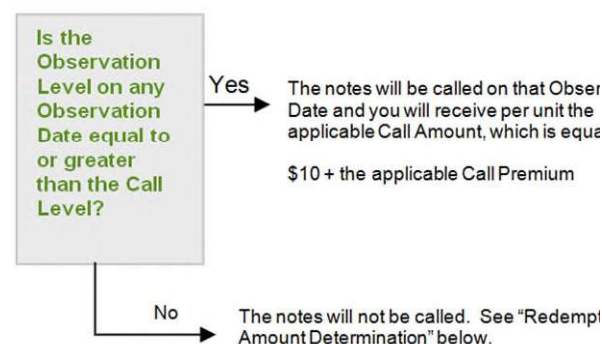 Is the
Observation
Level on any
Observation
Date equal to
or greater
than the Call
Level?
Yes
The notes will be called on that
Date and you will receive per unit the
applicable Call Amount, which is
$10 + the applicable Call Premium
No
The notes will not be called. See
Amount Determination" below.